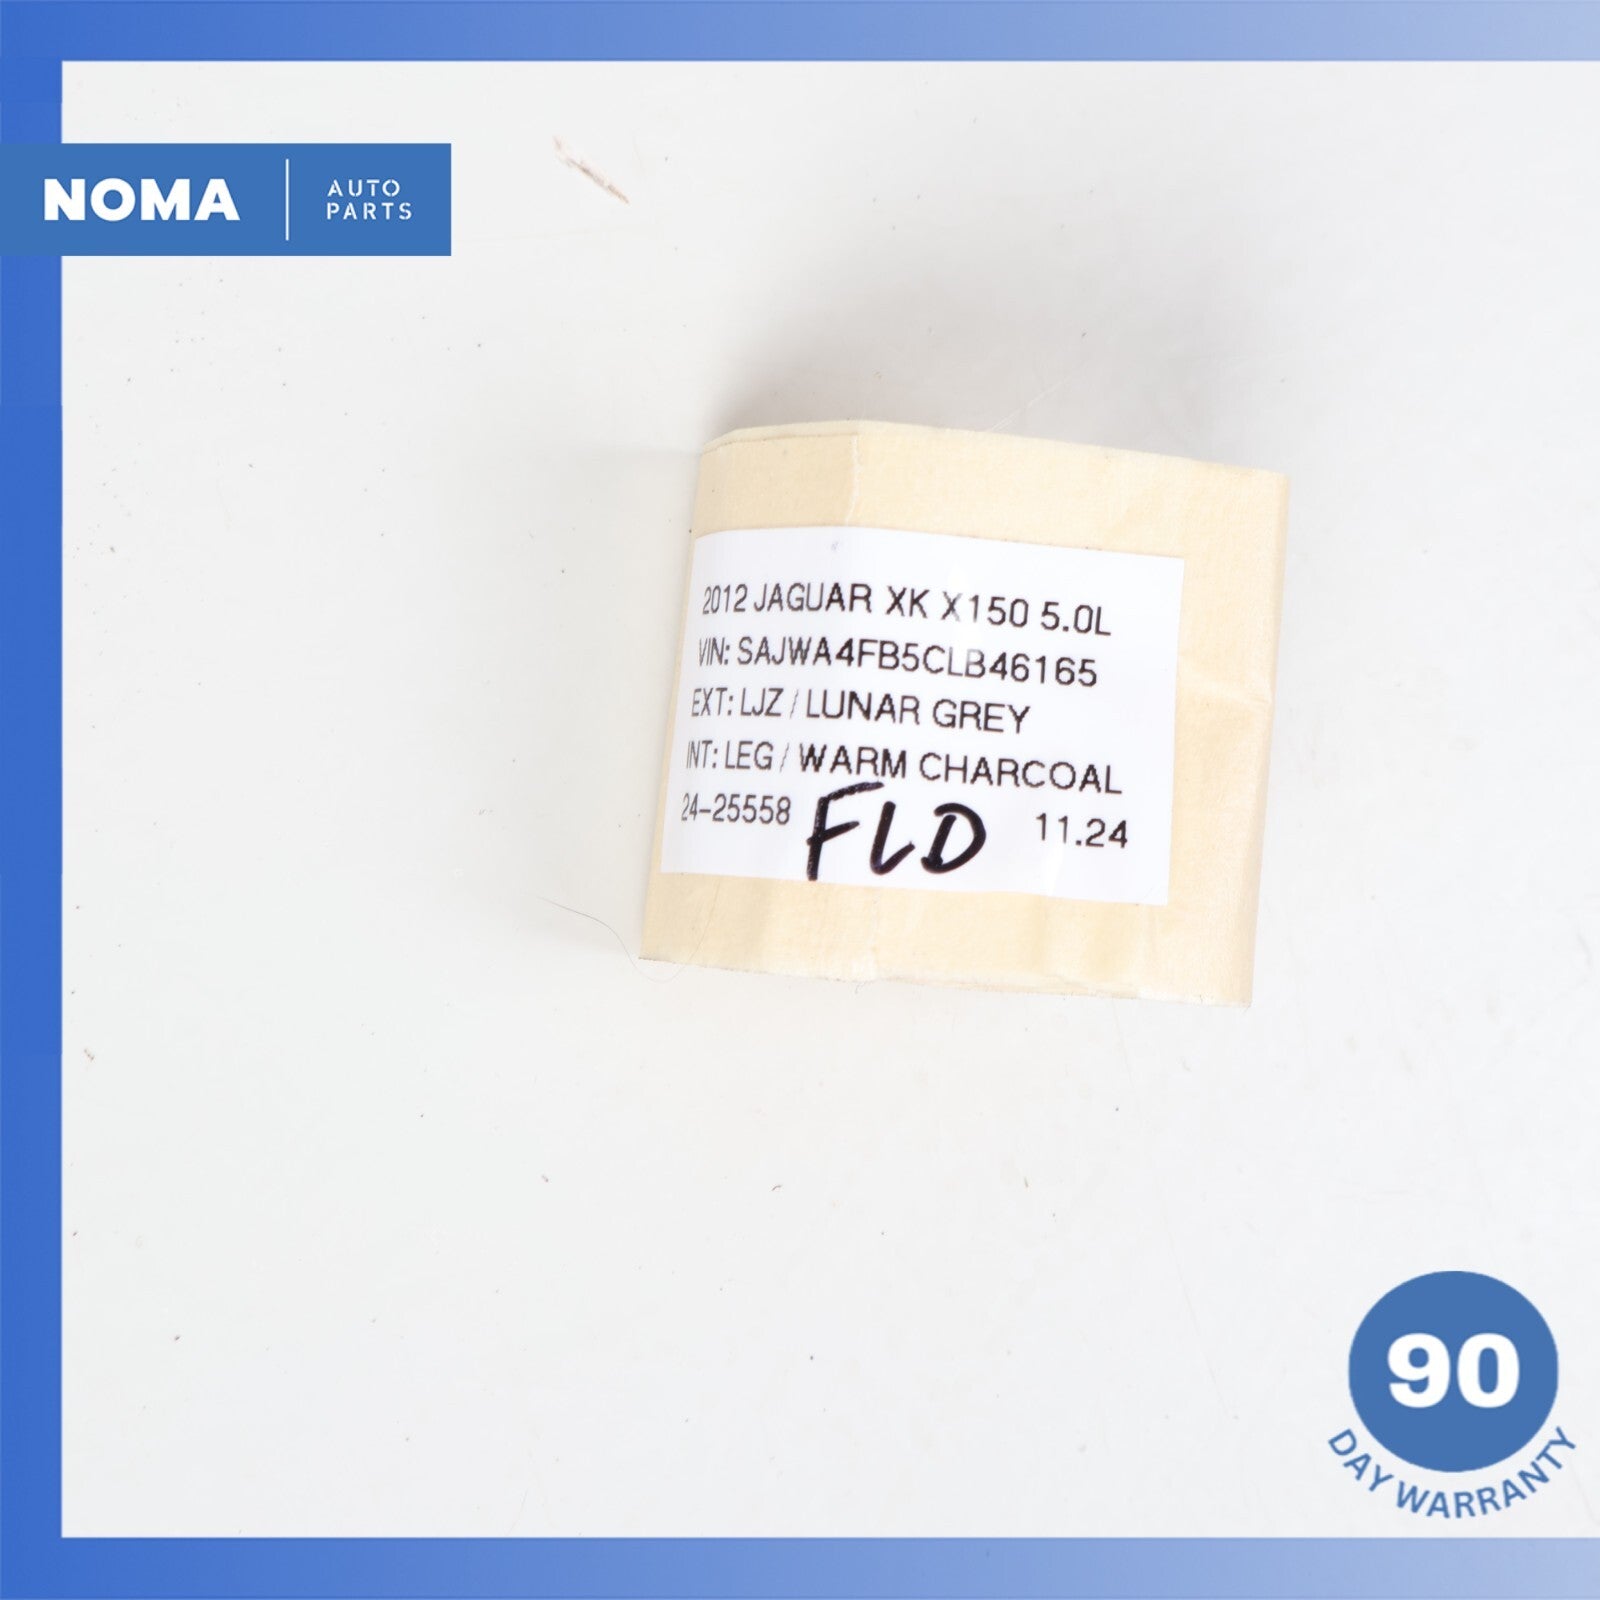 NOMA
AUTO
PARTS
2012 JAGUAR XK X150 5.0L
VIN: SAJWA4FB5CLB46165
EXT: LJZ / LUNAR GREY
INT: LEG / WARM CHARCOAL
24-25558 FLD 11.24
90
DAY WARRANTY